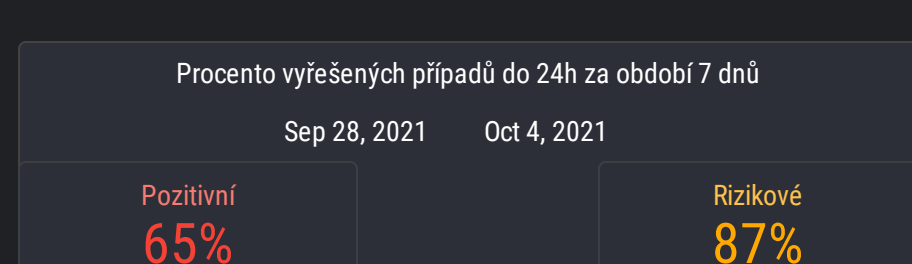 Procento vyřešených případů do 24h za období 7 dnů
Sep 28, 2021 Oct 4, 2021
Pozitivní Rizikové
65% 87%